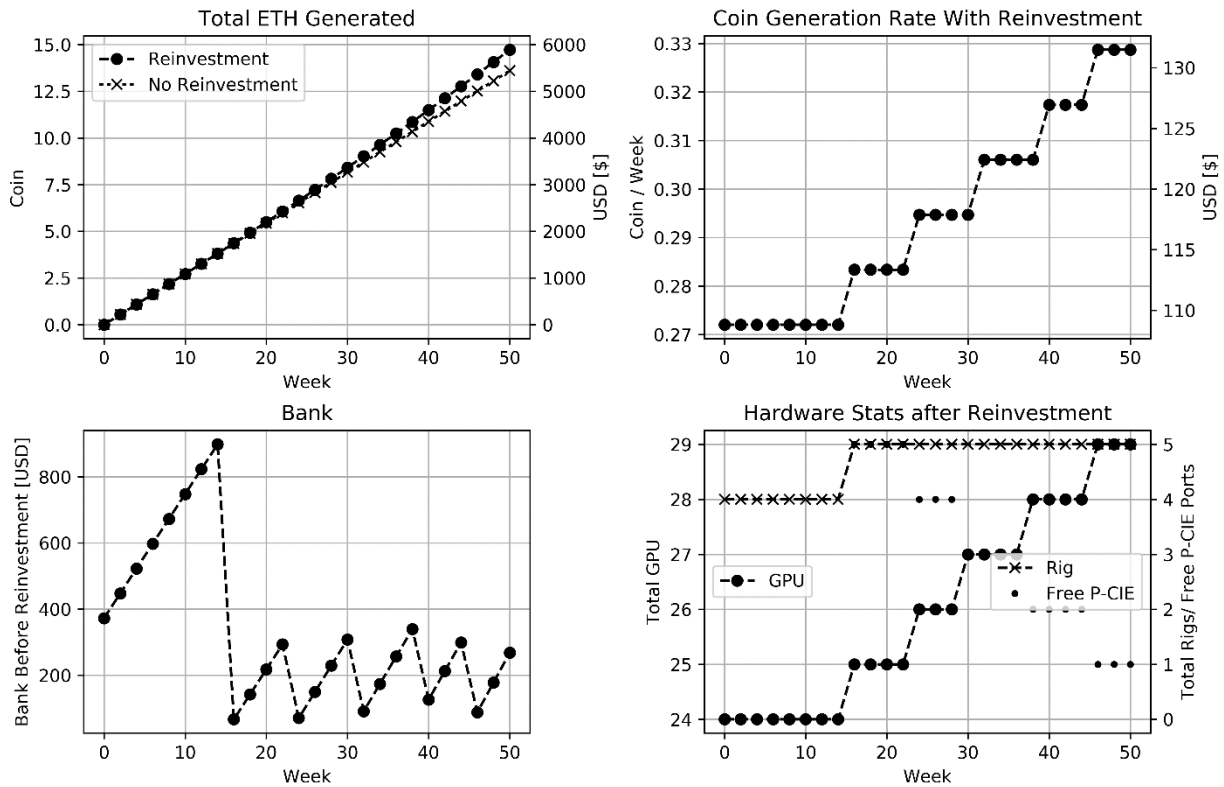 Total ETH Generated
15.0
12.5
10.0
7.5
5.0
2.5
0.0
Coin
Reinvestment
No Reinvestment
6000
5000
4000
3000
2000
1000
0
USD [$]
0 10 20 30 40 50
Week
Coin Generation Rate With Reinvestment
0.33
0.32
0.31
0.30
0.29
0.28
0.27
Coin / Week
130
125
120
115
110
USD [$]
0 10 20 30 40 50
Week
Bank
800
600
400
200
Bank Before Reinvestment [USD]
0 10 20 30 40 50
Week
Hardware Stats after Reinvestment
29
28
27
26
25
24
Total GPU
GPU
Rig
Free P-CIE
5
4
3
2
1
0
Total Rigs/ Free P-CIE Ports
0 10 20 30 40 50
Week